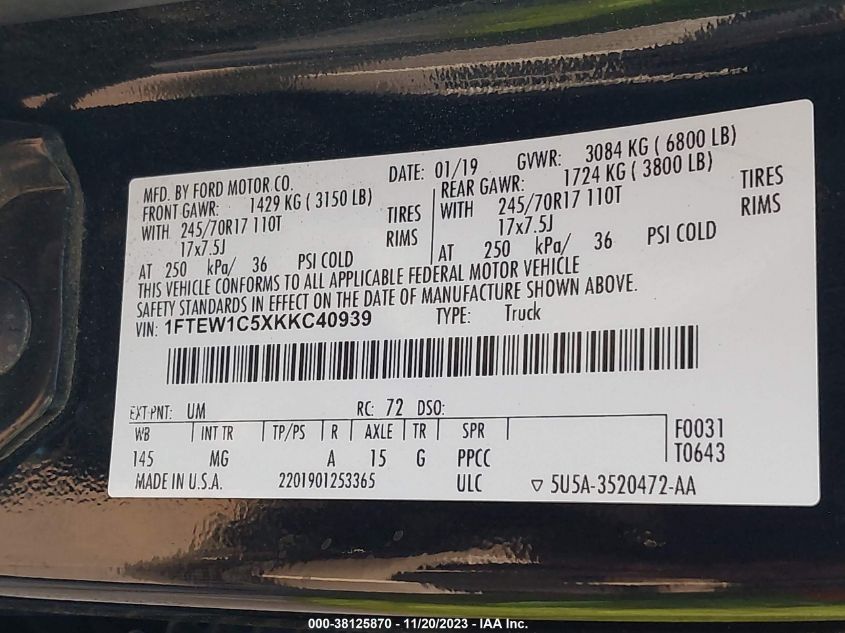 MFD. BY FORD MOTOR CO. DATE: 01/19 GVWR: 3084 KG ( 6800 LB)
FRONT GAWR: 1429 KG ( 3150 LB) REAR GAWR: 1724 KG ( 3800 LB)
WITH 245/70R17 110T TIRES WITH 245/70R17 110T TIRES
17x7.5J RIMS 17x7.5J RIMS
AT 250 kPa/ 36 PSI COLD AT 250 kPa/ 36 PSI COLD
THIS VEHICLE CONFORMS TO ALL APPLICABLE FEDERAL MOTOR VEHICLE
SAFETY STANDARDS IN EFFECT ON THE DATE OF MANUFACTURE SHOWN ABOVE.
VIN: 1FTEW1C5XKKC40939 TYPE: Truck
EXT-PNT: UM RC: 72 DSO:
WB INT TR TP/PS R AXLE TR SPR F0031
145 MG A 15 G PPCC T0643
MADE IN U.S.A. 2201901253365 ULC ▽ 5U5A-3520472-AA
000-38125870 - 11/20/2023 - IAA Inc.